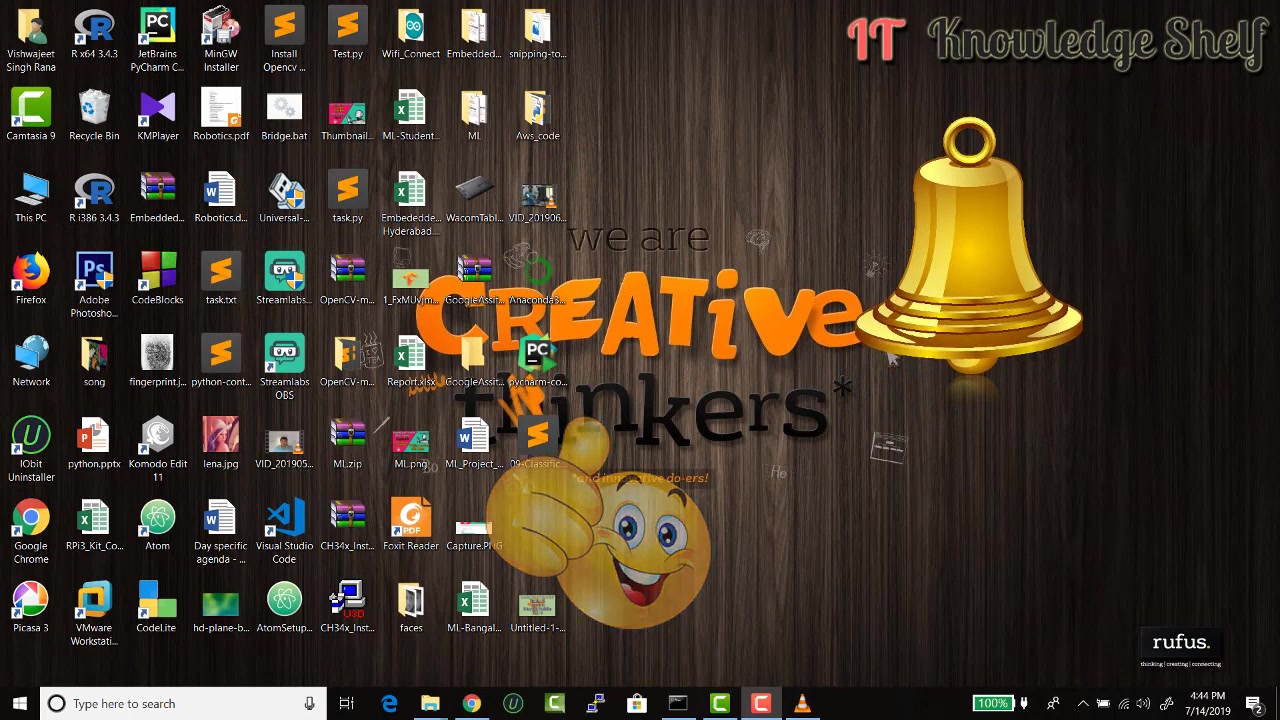 IT Knowledge Shelf
Vishwajeet Singh Rana
R x64 3.4.3
JetBrains PyCharm C...
MinGW Installer
Install Opencv ...
Test.py
Wifi_Connect
Embedded...
snipping-to...
Camtasia 9
Recycle Bin
KMPlayer
Robotics.pdf
Bridge.bat
Thumbnail...
ML-Student...
ML
Aws_code
This PC
R i386 3.4.3
Embedded...
Robotics.d...
Universal-...
task.py
Embededde... Hyderabad...
WacomTabl...
VID_201906...
we are
CREATive
thinkers*
*and innovative do-ers!
Firefox
Adobe Photosho...
CodeBlocks
task.txt
Streamlabs...
OpenCV-m...
1_FxMUvjm...
GoogleAssit...
Anaconda3...
Network
song
fingerprint.j...
python-cont...
Streamlabs OBS
OpenCV-m...
Report.xlsx
GoogleAssit...
pycharm-co...
IObit Uninstaller
python.pptx
Komodo Edit 11
lena.jpg
VID_201905...
ML.zip
ML.png
ML_Project_...
09-Classific...
Google Chrome
RPi3_Kit_Co...
Atom
Day specific agenda - ...
Visual Studio Code
CH34x_Inst...
Foxit Reader
Capture.PNG
Picasa 3
VMware Workstati...
CodeLite
hd-plane-b...
AtomSetup...
CH34x_Inst...
faces
ML-Bangal...
Untitled-1-...
rufus.
thinking | creating | connecting
Type here to search
100%
4:44 PM
7/14/2019